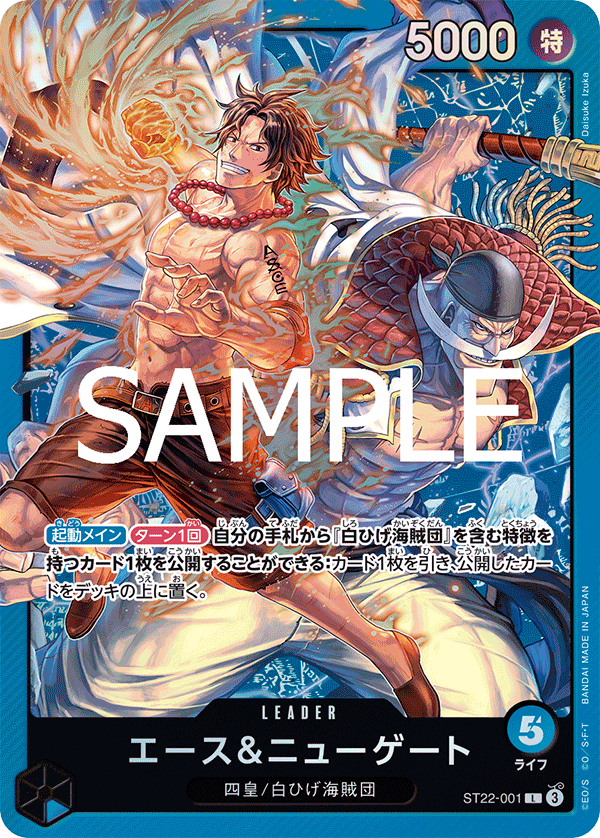 5000 特
Daisuke Izuka
ASCE
SAMPLE
起動メイン ターン1回 自分の手札から『白ひげ海賊団』を含む特徴を
持つカード1枚を公開することができる:カード1枚を引き、公開したカー
ドをデッキの上に置く。
LEADER
エース&ニューゲート
四皇/白ひげ海賊団
5
ライフ
ST22-001 L 3
©E.O/S ©O/S・F・T BANDAI MADE IN JAPAN